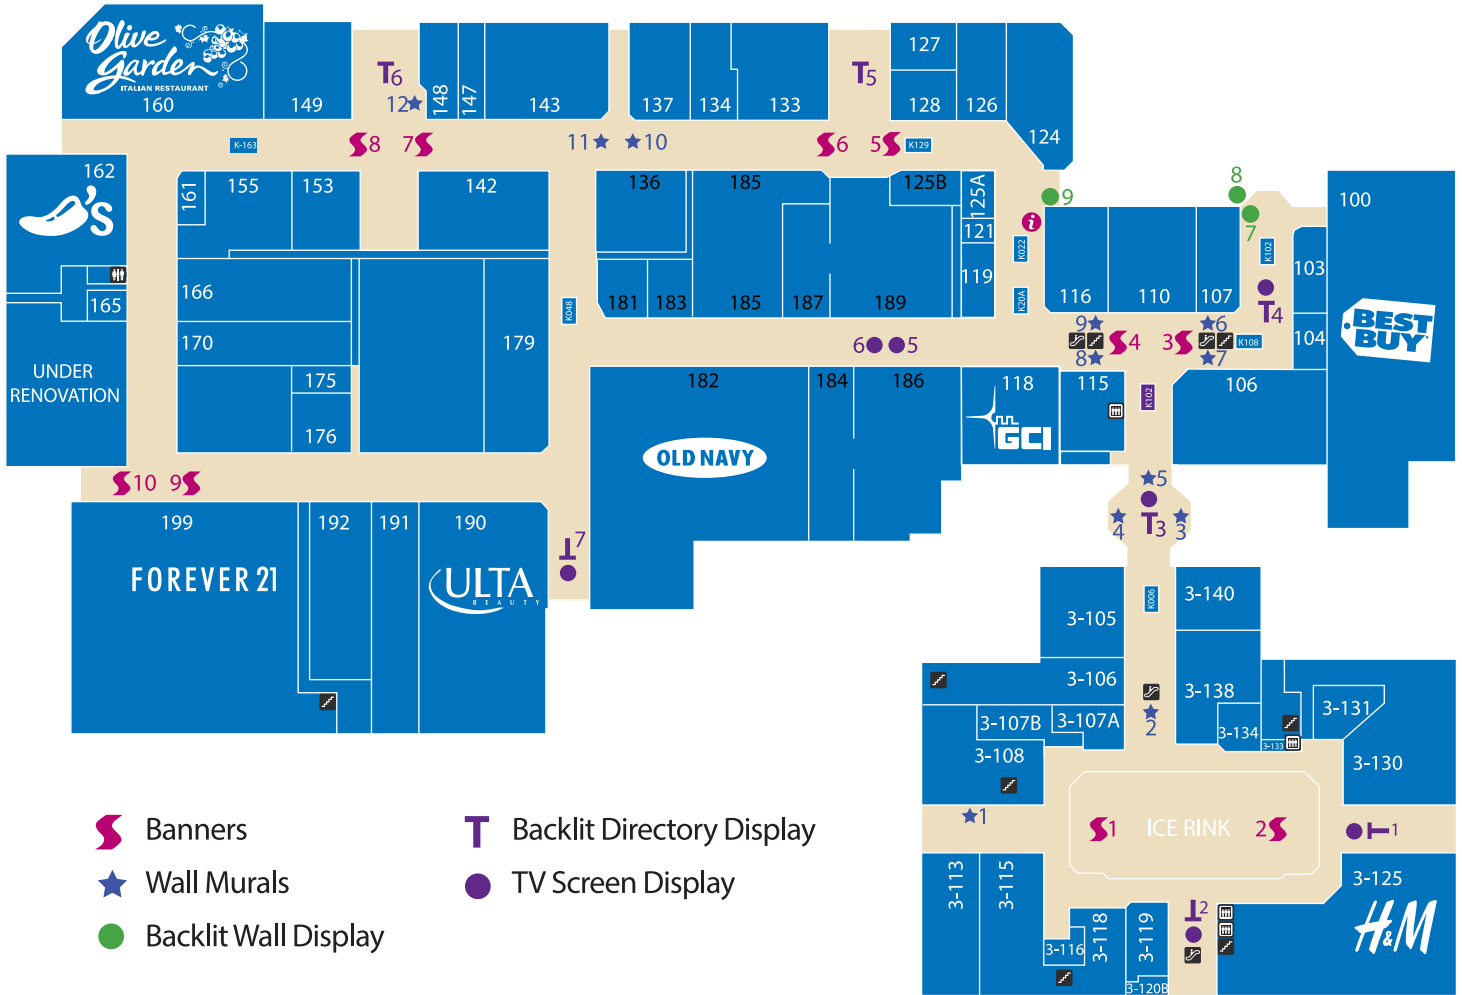 Olive
Garden
ITALIAN RESTAURANT
160
149
T6
12
148
147
143
137
134
133
T5
127
128
126
124
K-163
8
7
11
10
6
5
K129
162
'S
161
155
153
142
136
185
125B
125A
121
119
9
8
7
100
i
K022
K20A
K102
103
165
166
170
175
176
179
K048
181
183
185
187
189
116
110
107
T4
104
BEST
BUY
9
4
8
3
6
7
K108
6
5
UNDER
RENOVATION
182
184
186
118
GCI
115
K102
106
OLD NAVY
10
9
199
192
191
190
FOREVER 21
ULTA
BEAUTY
T7
5
4
T3
3
K006
3-105
3-140
3-106
3-138
3-107B
3-107A
2
3-134
3-133
3-131
3-108
3-130
1
1
ICE RINK
2
T1
3-113
3-115
3-116
3-118
3-119
3-120B
T2
3-125
H&M
Banners
Wall Murals
Backlit Wall Display
T Backlit Directory Display
TV Screen Display